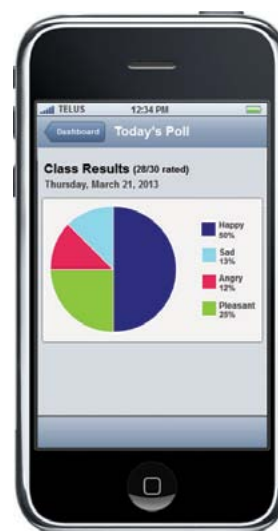 TELUS 12:34 PM
Dashboard Today's Poll
Class Results (28/30 rated)
Thursday, March 21, 2013
Happy
50%
Sad
13%
Angry
12%
Pleasant
25%